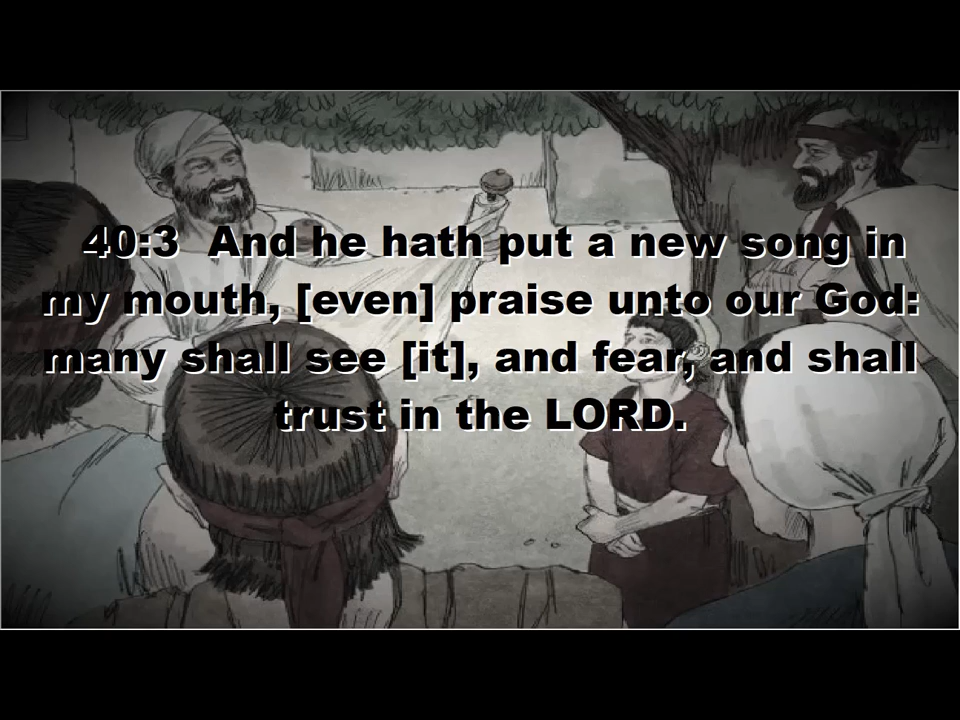 40:3 And he hath put a new song in
my mouth, [even] praise unto our God:
many shall see [it], and fear, and shall
trust in the LORD.